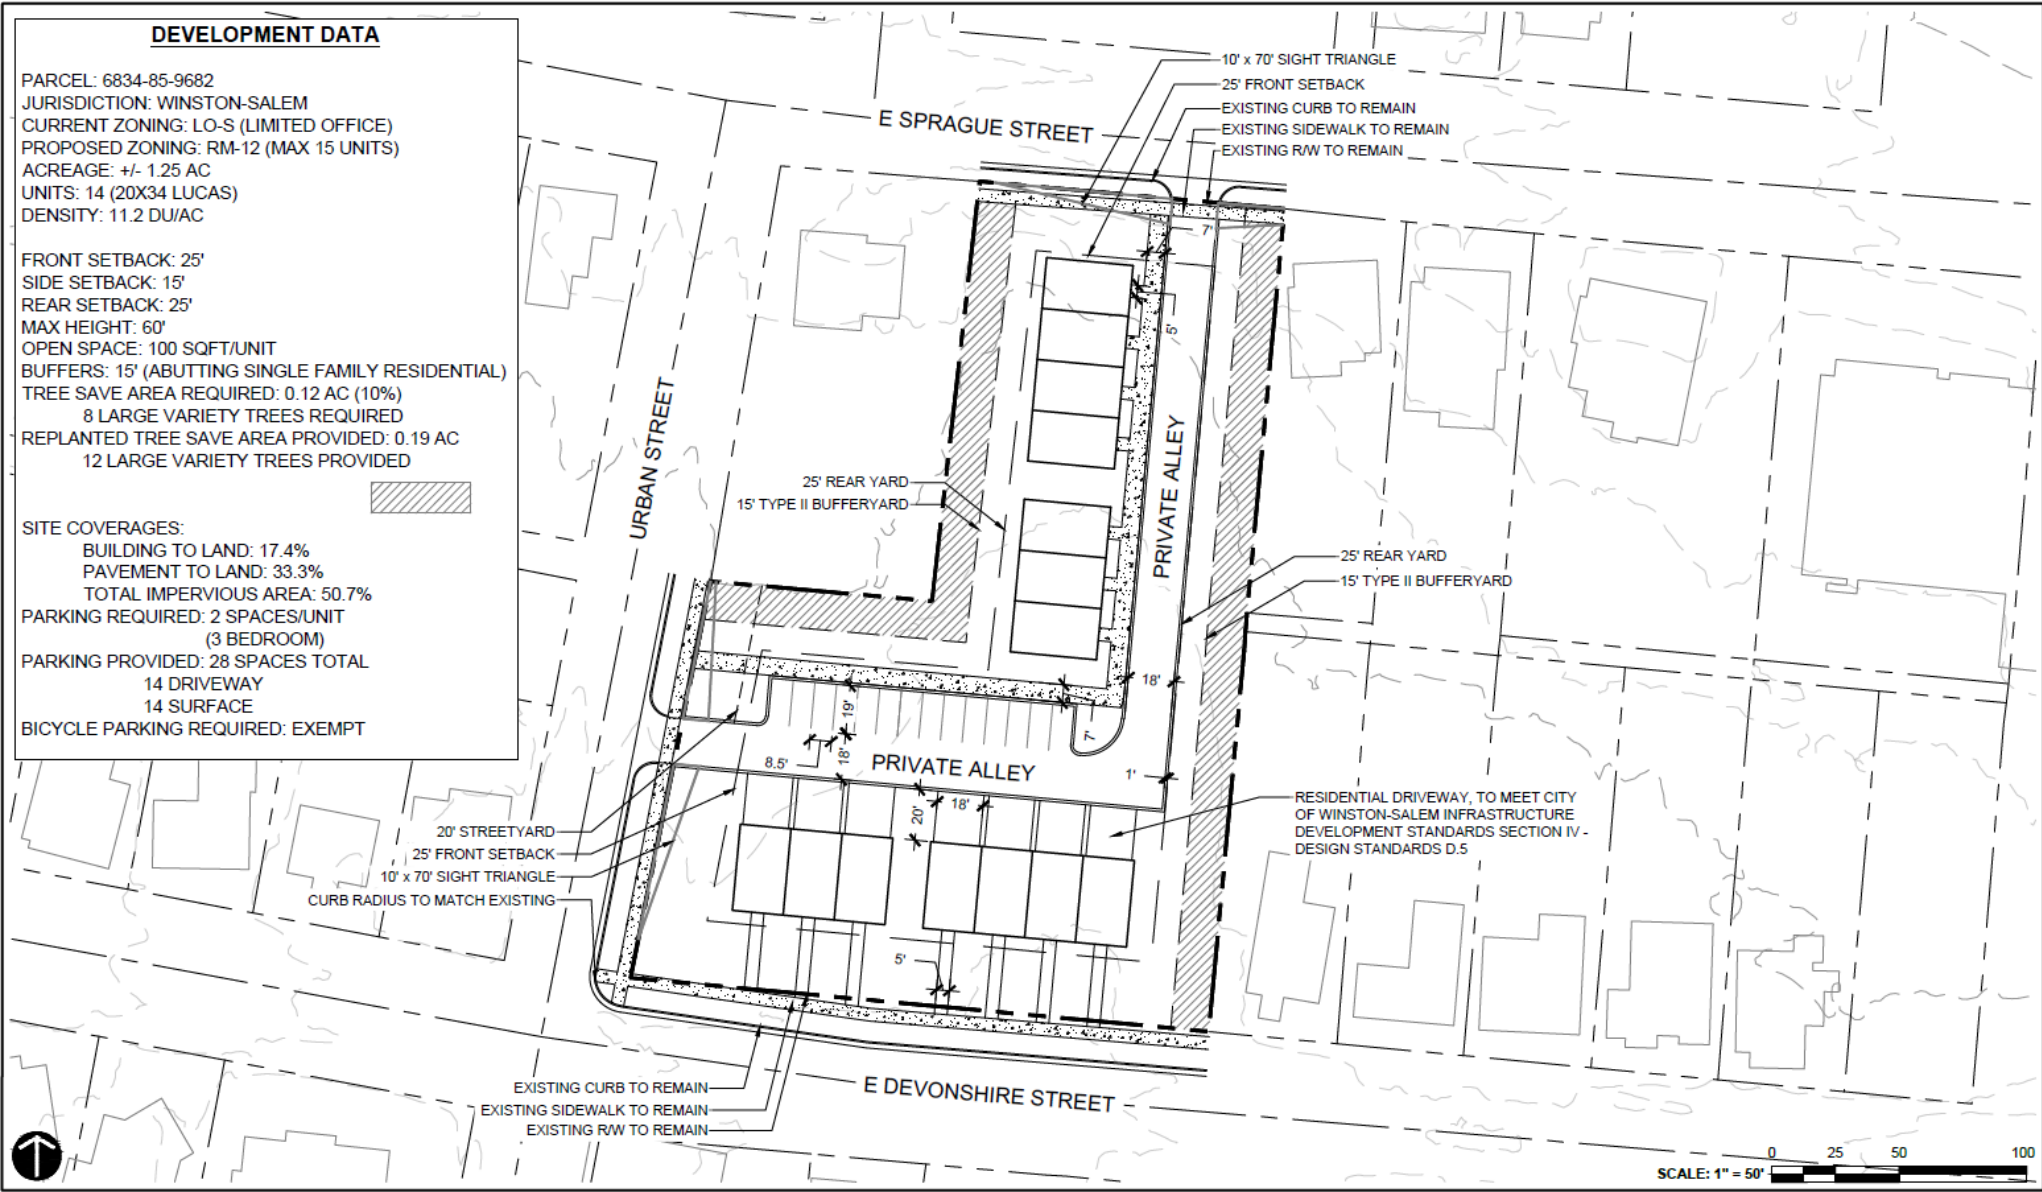 DEVELOPMENT DATA
PARCEL: 6834-85-9682
JURISDICTION: WINSTON-SALEM
CURRENT ZONING: LO-S (LIMITED OFFICE)
PROPOSED ZONING: RM-12 (MAX 15 UNITS)
ACREAGE: +/- 1.25 AC
UNITS: 14 (20X34 LUCAS)
DENSITY: 11.2 DU/AC
FRONT SETBACK: 25'
SIDE SETBACK: 15'
REAR SETBACK: 25'
MAX HEIGHT: 60'
OPEN SPACE: 100 SQFT/UNIT
BUFFERS: 15' (ABUTTING SINGLE FAMILY RESIDENTIAL)
TREE SAVE AREA REQUIRED: 0.12 AC (10%)
8 LARGE VARIETY TREES REQUIRED
REPLANTED TREE SAVE AREA PROVIDED: 0.19 AC
12 LARGE VARIETY TREES PROVIDED
SITE COVERAGES:
BUILDING TO LAND: 17.4%
PAVEMENT TO LAND: 33.3%
TOTAL IMPERVIOUS AREA: 50.7%
PARKING REQUIRED: 2 SPACES/UNIT
(3 BEDROOM)
PARKING PROVIDED: 28 SPACES TOTAL
14 DRIVEWAY
14 SURFACE
BICYCLE PARKING REQUIRED: EXEMPT
10' x 70' SIGHT TRIANGLE
25' FRONT SETBACK
EXISTING CURB TO REMAIN
EXISTING SIDEWALK TO REMAIN
EXISTING R/W TO REMAIN
E SPRAGUE STREET
7'
5'
URBAN STREET
PRIVATE ALLEY
25' REAR YARD
15' TYPE II BUFFERYARD
25' REAR YARD
15' TYPE II BUFFERYARD
18'
19'
7'
18'
8.5'
PRIVATE ALLEY
1'
20'
18'
RESIDENTIAL DRIVEWAY, TO MEET CITY
OF WINSTON-SALEM INFRASTRUCTURE
DEVELOPMENT STANDARDS SECTION IV -
DESIGN STANDARDS D.5
20' STREETYARD
25' FRONT SETBACK
10' x 70' SIGHT TRIANGLE
CURB RADIUS TO MATCH EXISTING
5'
EXISTING CURB TO REMAIN
EXISTING SIDEWALK TO REMAIN
EXISTING R/W TO REMAIN
E DEVONSHIRE STREET
0 25 50 100
SCALE: 1" = 50'